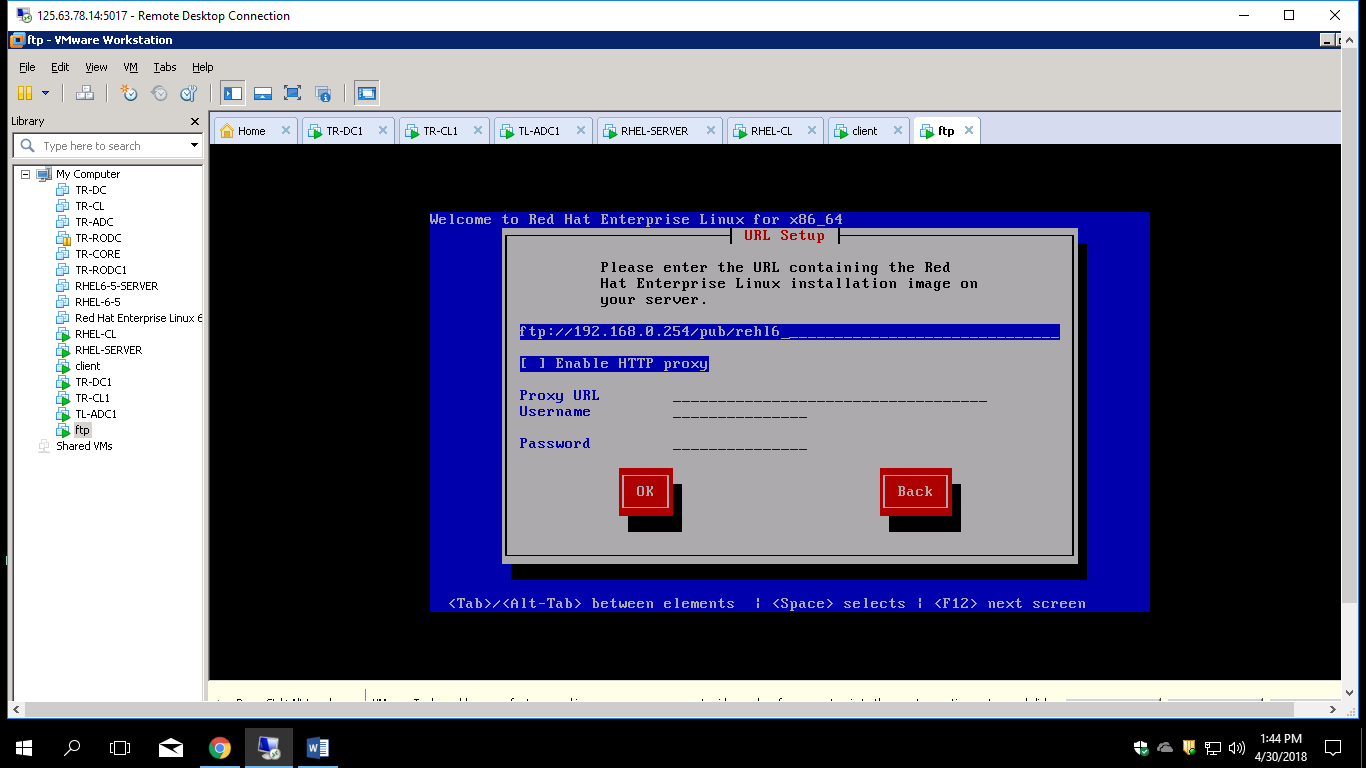 125.63.78.14:5017 - Remote Desktop Connection
ftp - VMware Workstation
File Edit View VM Tabs Help
Library
Type here to search
My Computer
TR-DC
TR-CL
TR-ADC
TR-RODC
TR-CORE
TR-RODC1
RHEL6-5-SERVER
RHEL-6-5
Red Hat Enterprise Linux 6
RHEL-CL
RHEL-SERVER
client
TR-DC1
TR-CL1
TL-ADC1
ftp
Shared VMs
Home TR-DC1 TR-CL1 TL-ADC1 RHEL-SERVER RHEL-CL client ftp
Welcome to Red Hat Enterprise Linux for x86_64
URL Setup
Please enter the URL containing the Red
Hat Enterprise Linux installation image on
your server.
ftp://192.168.0.254/pub/rehl6
[ ] Enable HTTP proxy
Proxy URL
Username
Password
OK Back
<Tab>/<Alt-Tab> between elements | <Space> selects | <F12> next screen
1:44 PM
4/30/2018